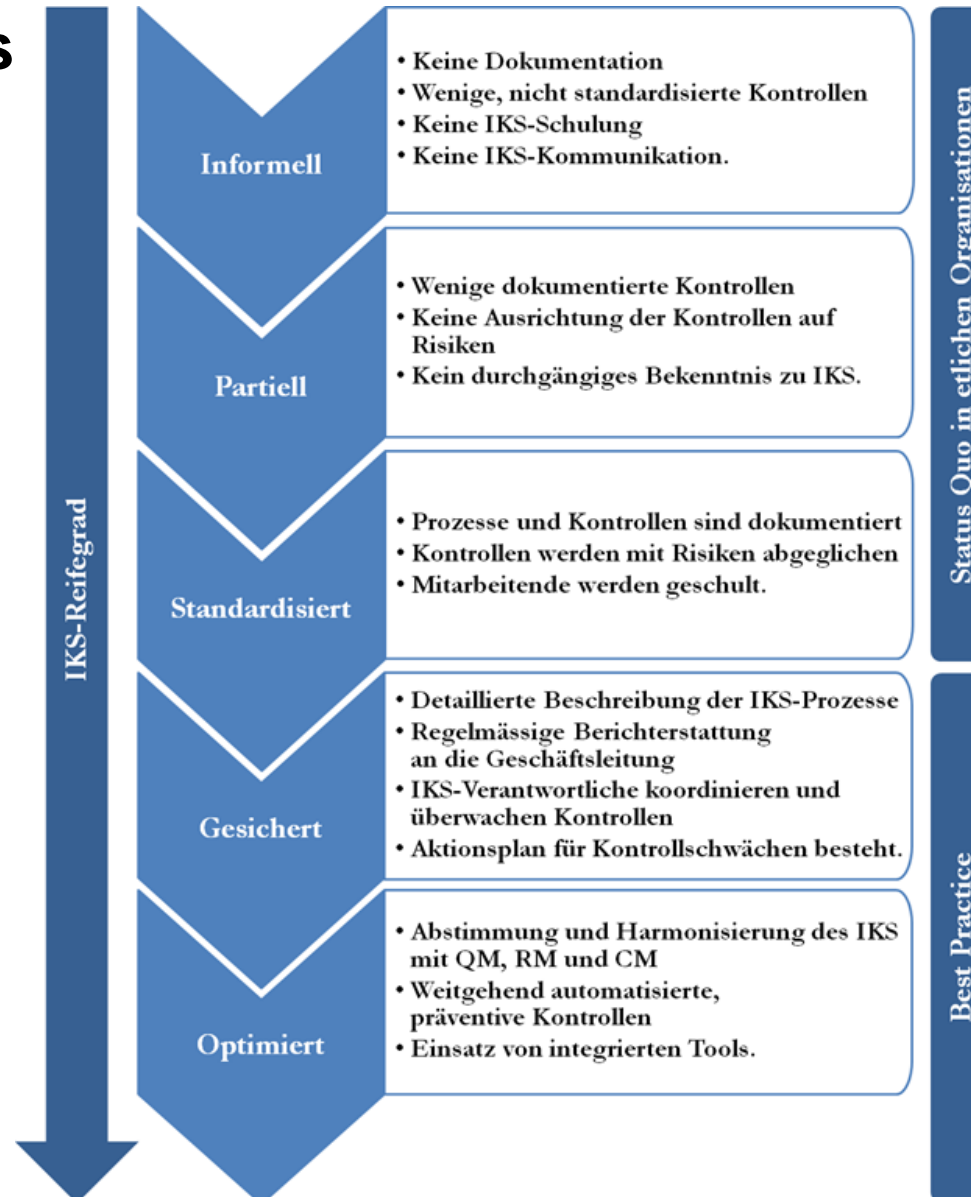 s
IKS-Reifegrad
Informell
• Keine Dokumentation
• Wenige, nicht standardisierte Kontrollen
• Keine IKS-Schulung
• Keine IKS-Kommunikation.
Partiell
• Wenige dokumentierte Kontrollen
• Keine Ausrichtung der Kontrollen auf
Risiken
• Kein durchgängiges Bekenntnis zu IKS.
Standardisiert
• Prozesse und Kontrollen sind dokumentiert
• Kontrollen werden mit Risiken abgeglichen
• Mitarbeitende werden geschult.
Gesichert
• Detaillierte Beschreibung der IKS-Prozesse
• Regelmässige Berichterstattung
an die Geschäftsleitung
• IKS-Verantwortliche koordinieren und
überwachen Kontrollen
• Aktionsplan für Kontrollschwächen besteht.
Optimiert
• Abstimmung und Harmonisierung des IKS
mit QM, RM und CM
• Weitgehend automatisierte,
präventive Kontrollen
• Einsatz von integrierten Tools.
Status Quo in etlichen Organisationen
Best Practice